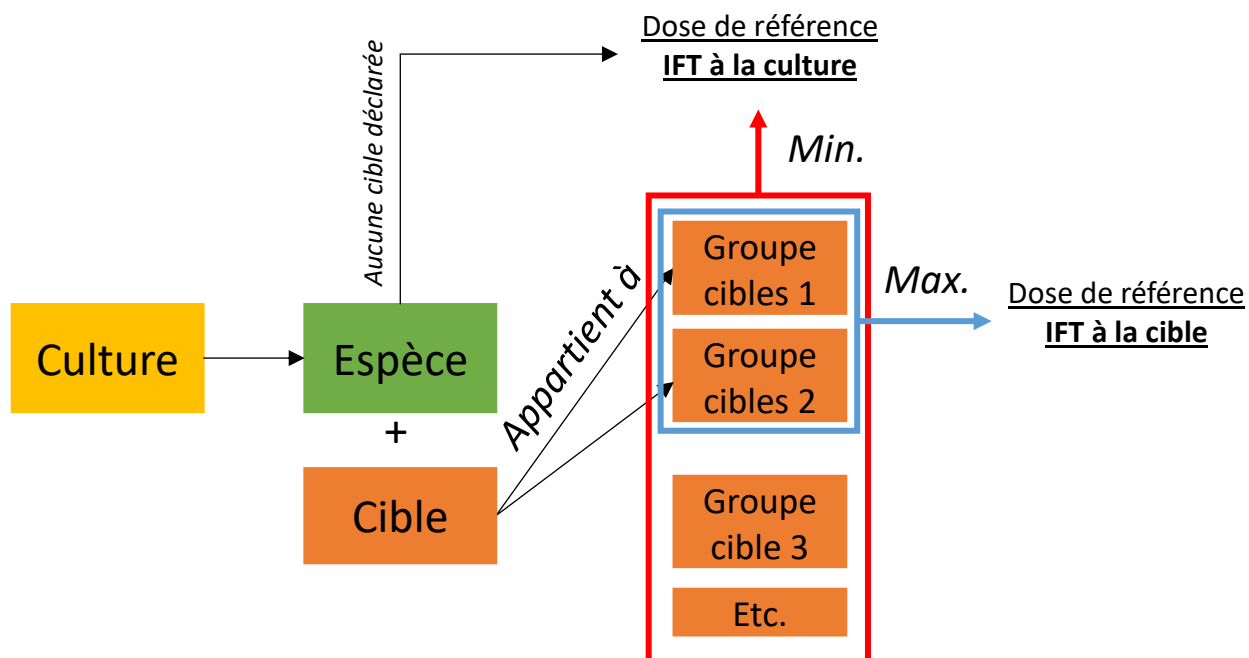 Dose de référence
IFT à la culture
Aucune cible déclarée
Min.
Groupe
cibles 1
Max.
Dose de référence
IFT à la cible
Appartient à
Culture
Espèce
Groupe
cibles 2
+
Cible
Groupe
cible 3
Etc.